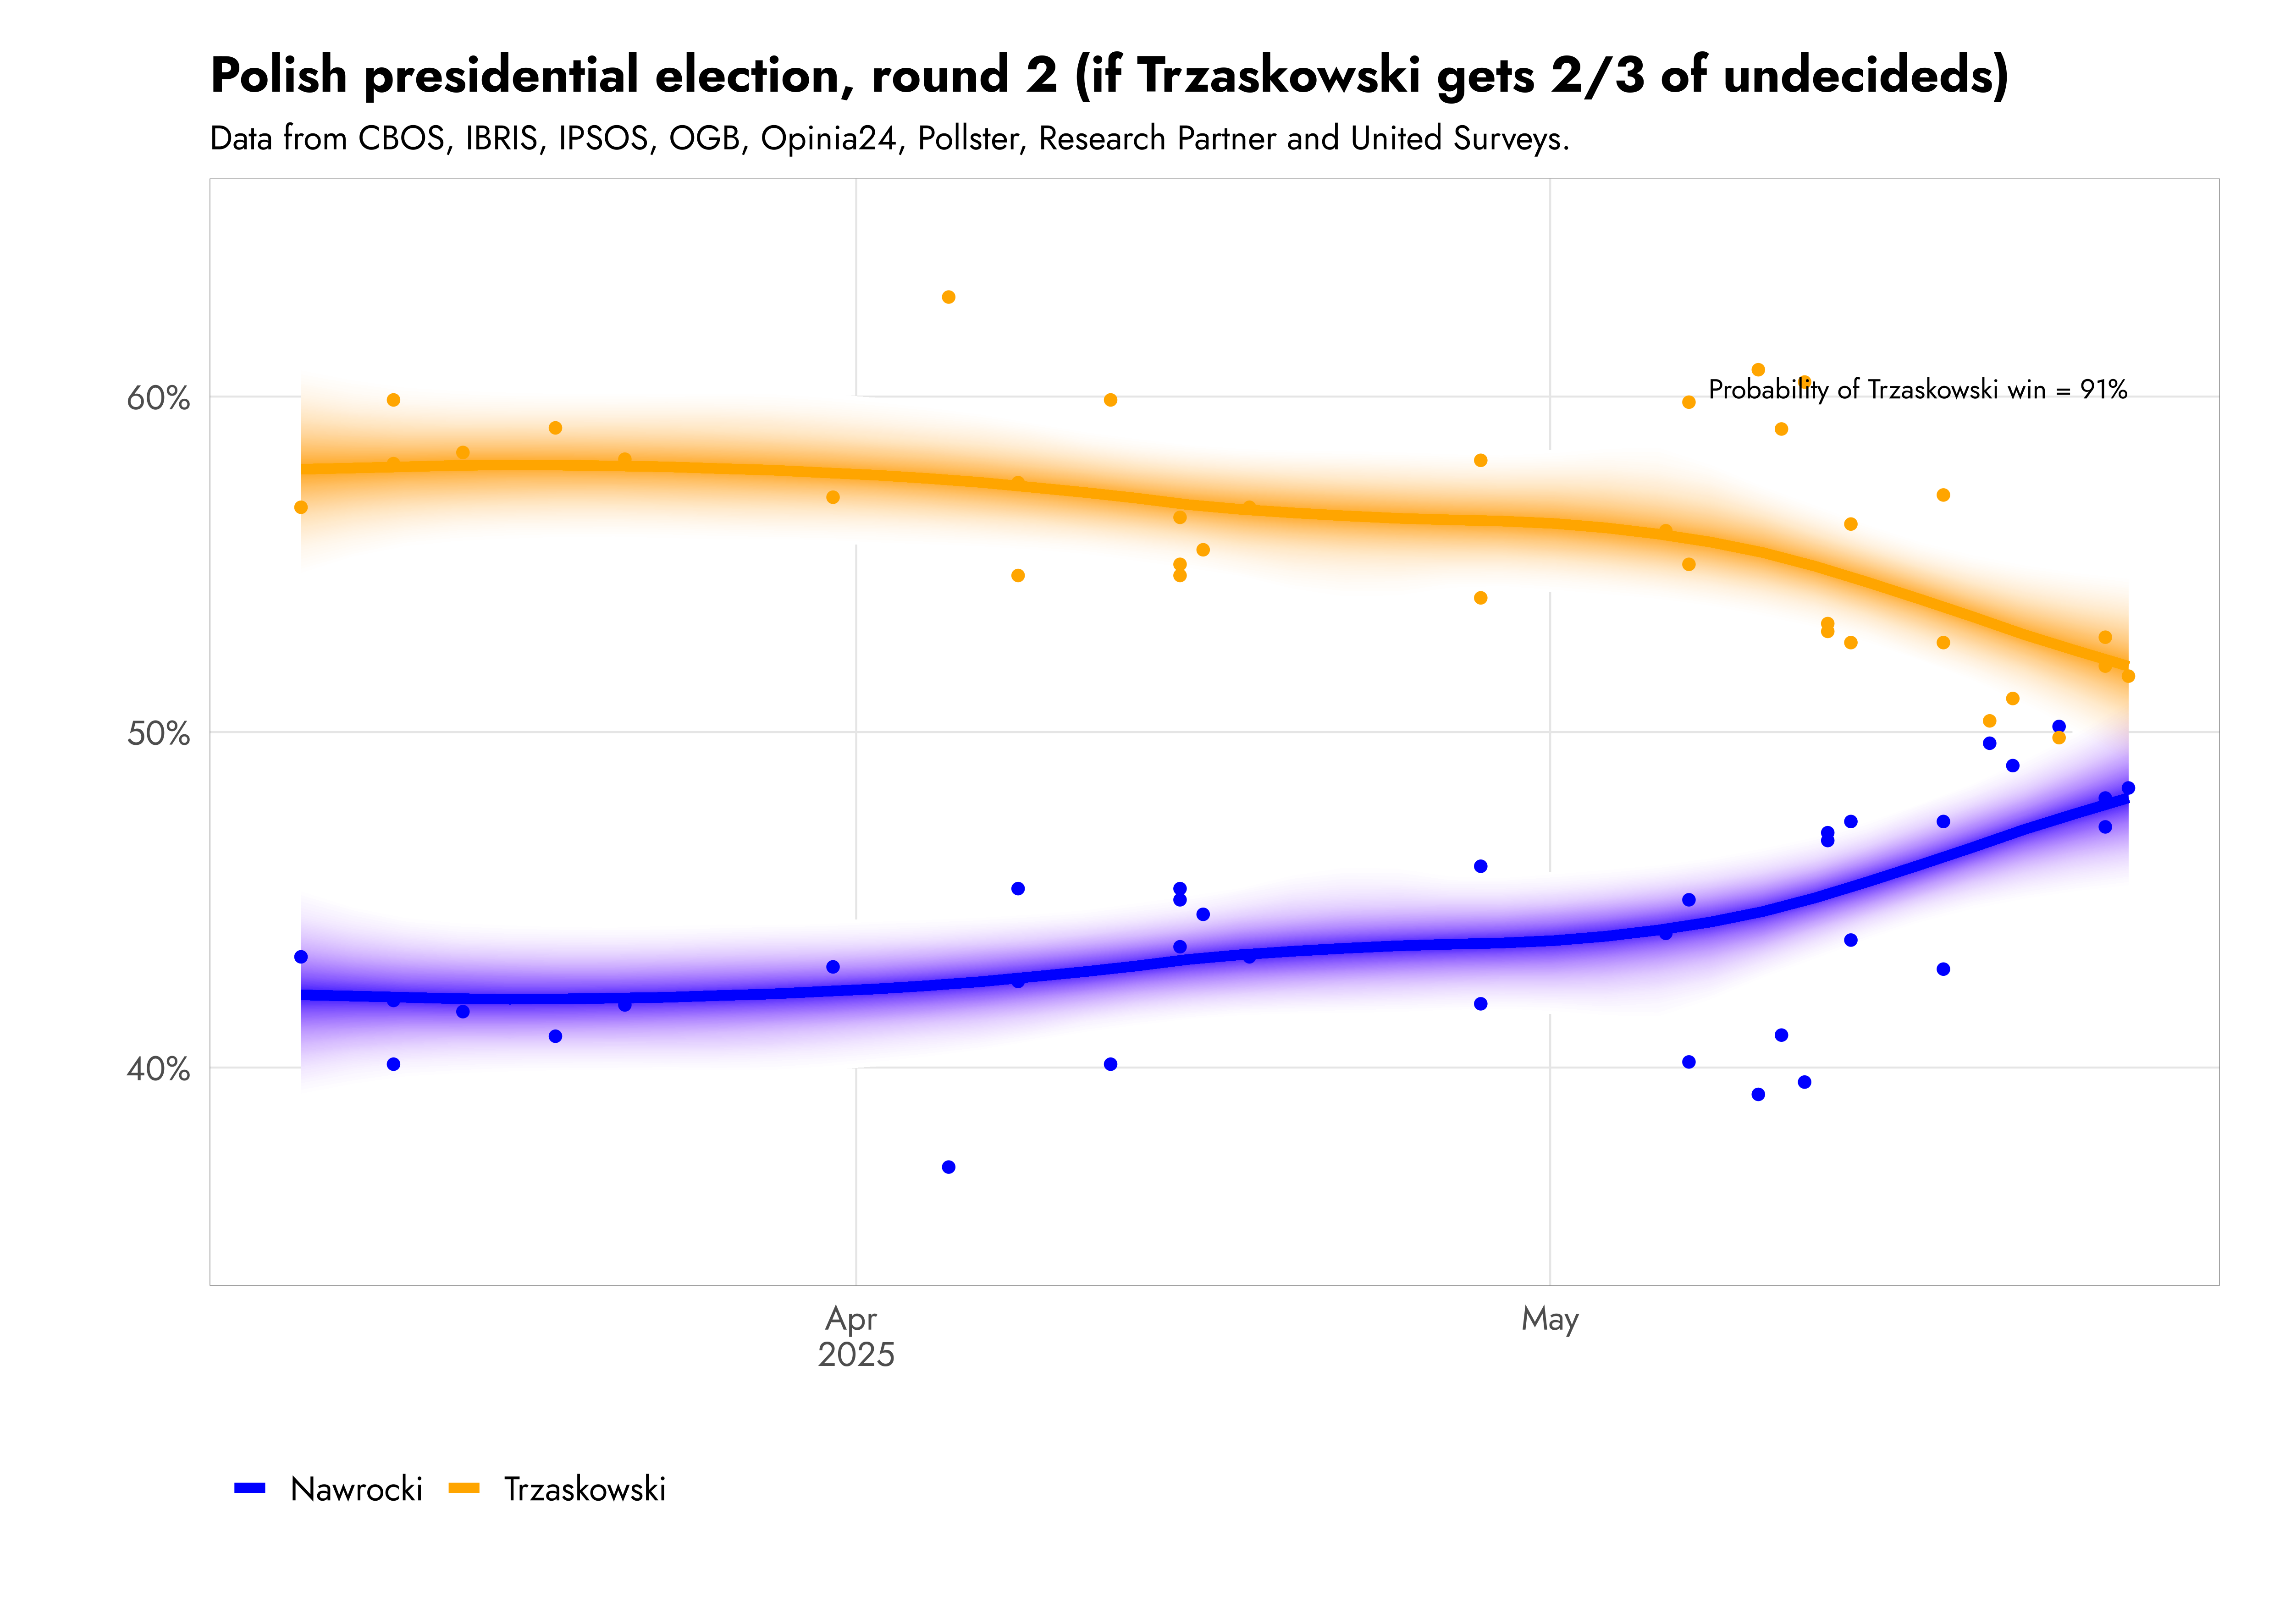 Polish presidential election, round 2 (if Trzaskowski gets 2/3 of undecideds)
Data from CBOS, IBRIS, IPSOS, OGB, Opinia24, Pollster, Research Partner and United Surveys.
60%
Probability of Trzaskowski win = 91%
50%
40%
Apr
2025
May
Nawrocki
Trzaskowski